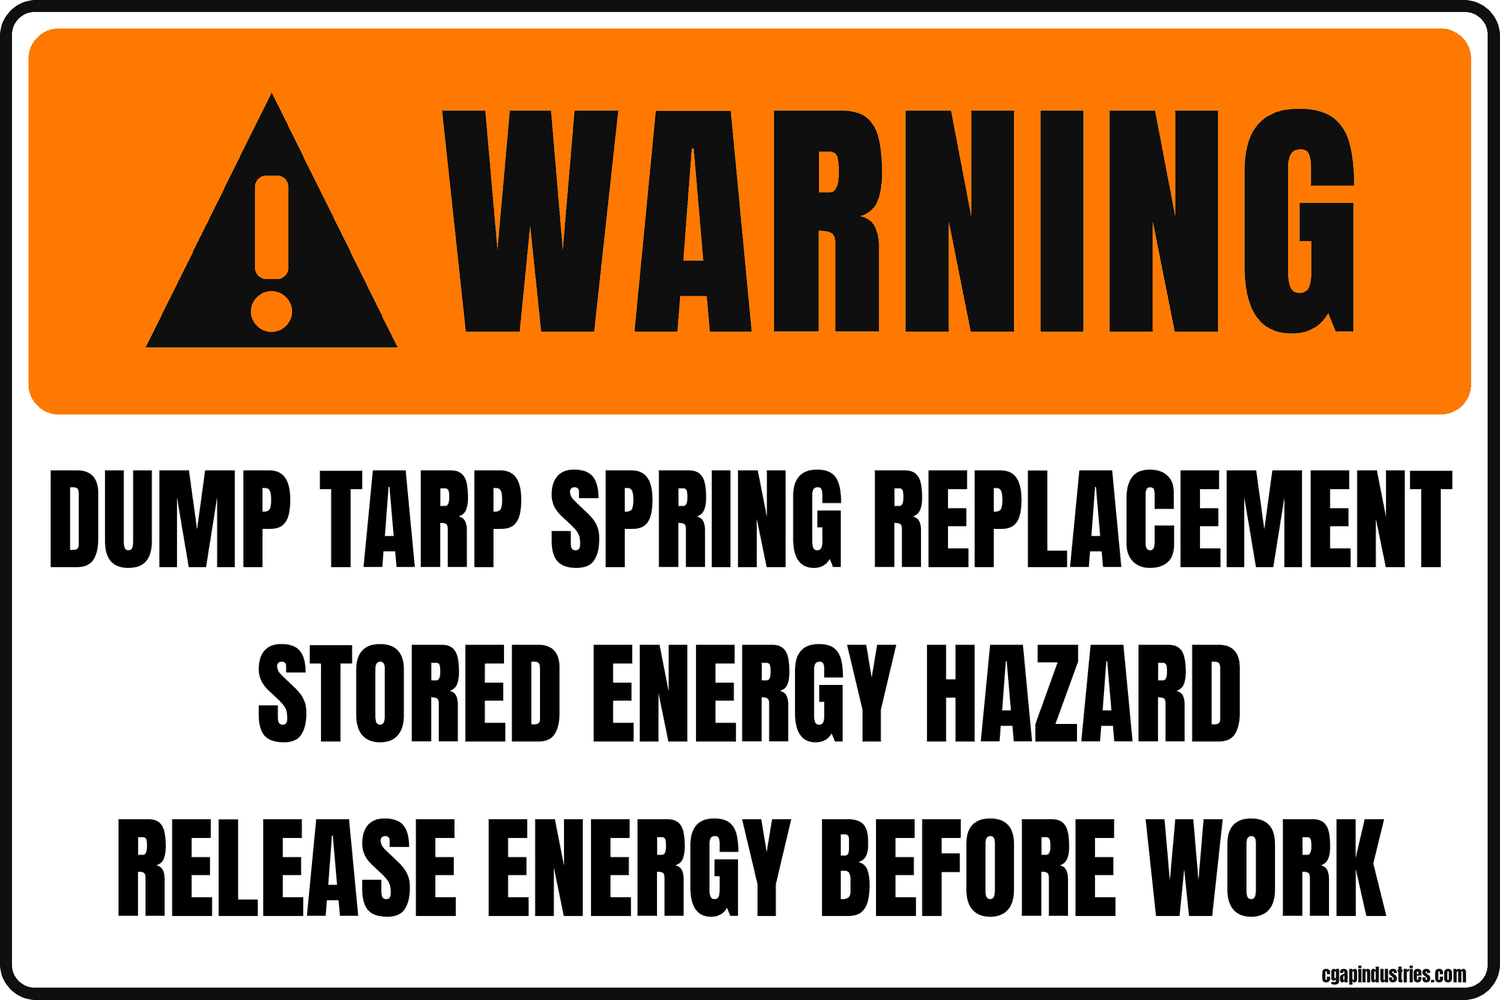 WARNING
DUMP TARP SPRING REPLACEMENT
STORED ENERGY HAZARD
RELEASE ENERGY BEFORE WORK
cgapindustries.com